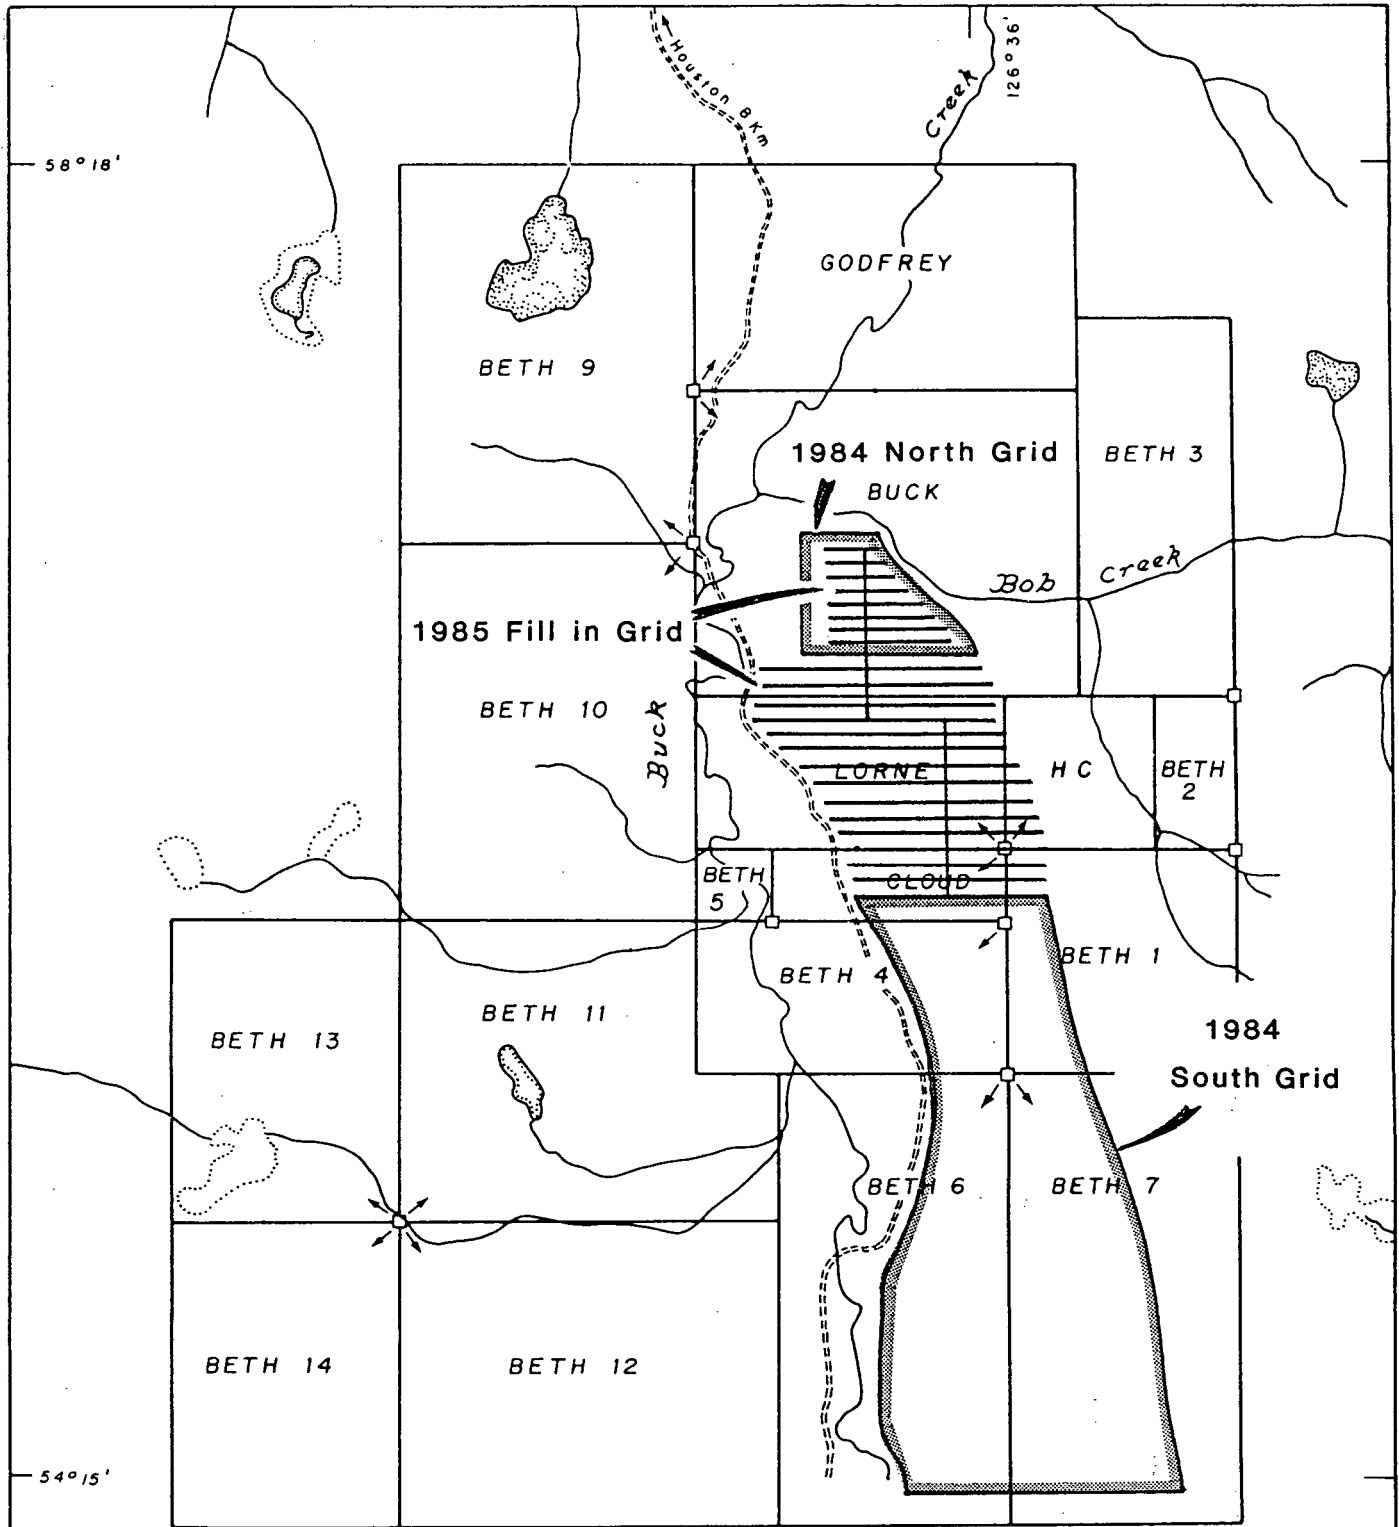 Houston 8 Km
Creek
126° 36'
58° 18'
GODFREY
BETH 9
1984 North Grid
BUCK
BETH 3
Bob Creek
1985 Fill in Grid
BETH 10
Buck
LORNE
H C
BETH
2
BETH
5
CLOUD
BETH 4
BETH 1
BETH 13
BETH 11
1984
South Grid
BETH 6
BETH 7
BETH 14
BETH 12
54° 15'